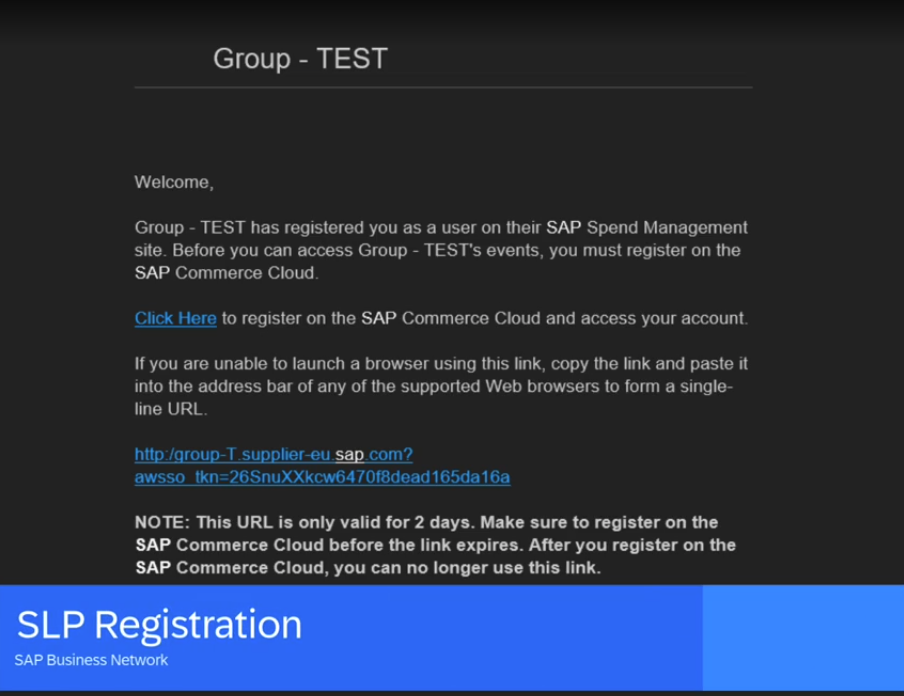 Group - TEST
Welcome,
Group - TEST has registered you as a user on their SAP Spend Management
site. Before you can access Group - TEST's events, you must register on the
SAP Commerce Cloud.
Click Here to register on the SAP Commerce Cloud and access your account.
If you are unable to launch a browser using this link, copy the link and paste it
into the address bar of any of the supported Web browsers to form a single-
line URL.
http:/group-T.supplier-eu.sap.com?
awsso_tkn=26SnuXXkcw6470f8dead165da16a
NOTE: This URL is only valid for 2 days. Make sure to register on the
SAP Commerce Cloud before the link expires. After you register on the
SAP Commerce Cloud, you can no longer use this link.
SLP Registration
SAP Business Network